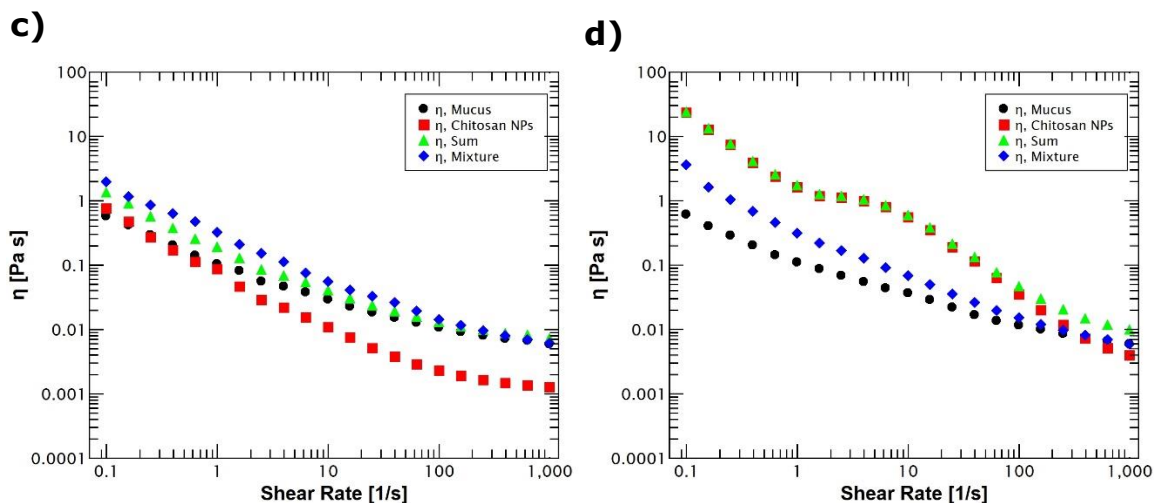 c)
100
10
1
0.1
0.01
0.001
0.0001
η [Pa s]
η, Mucus
η, Chitosan NPs
η, Sum
η, Mixture
0.1
1
10
100
1,000
Shear Rate [1/s]
d)
100
10
1
0.1
0.01
0.001
0.0001
η [Pa s]
η, Mucus
η, Chitosan NPs
η, Sum
η, Mixture
0.1
1
10
100
1,000
Shear Rate [1/s]